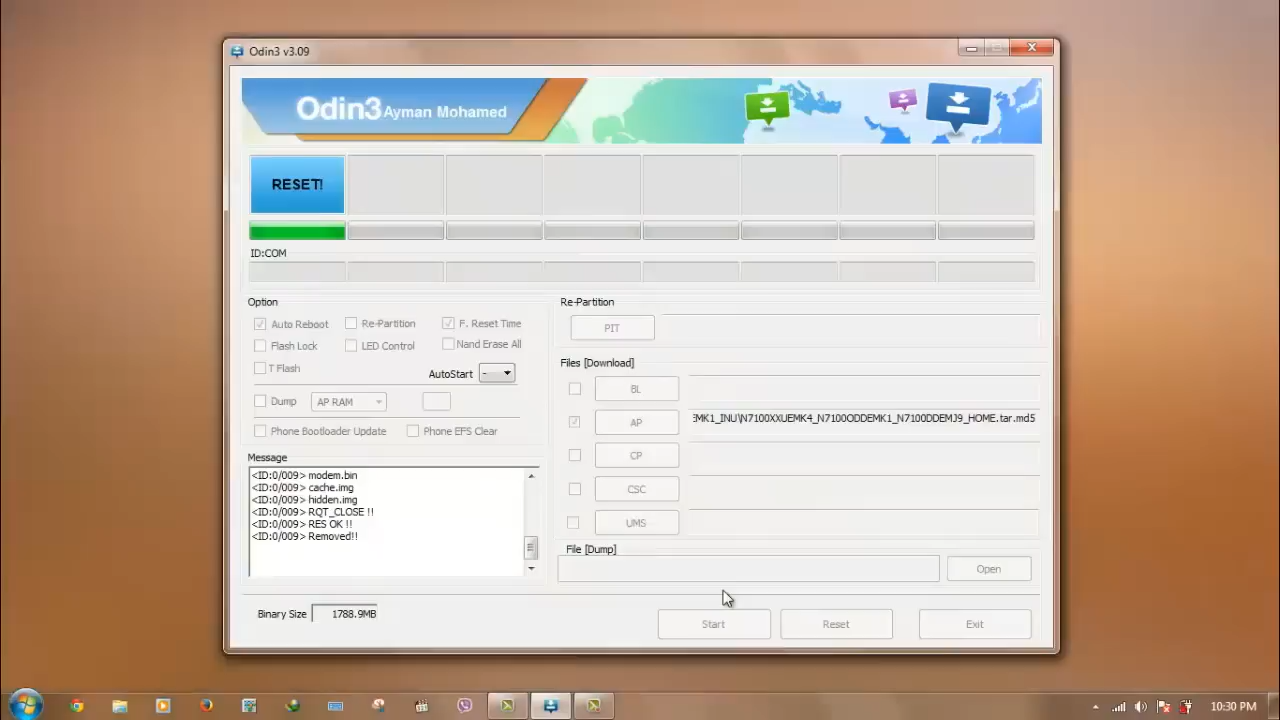 Odin3 v3.09
Odin3 Ayman Mohamed
RESET!
ID:COM
Option
Auto Reboot
Re-Partition
F. Reset Time
Flash Lock
LED Control
Nand Erase All
T Flash
AutoStart
-
Dump
AP RAM
Phone Bootloader Update
Phone EFS Clear
Message
<ID:0/009> modem.bin
<ID:0/009> cache.img
<ID:0/009> hidden.img
<ID:0/009> RQT_CLOSE !!
<ID:0/009> RES OK !!
<ID:0/009> Removed!!
Re-Partition
PIT
Files [Download]
BL
AP
EMK1_INU\N7100XXUEMK4_N7100ODDEMK1_N7100DDEMJ9_HOME.tar.md5
CP
CSC
UMS
File [Dump]
Open
Binary Size
1788.9MB
Start
Reset
Exit
10:30 PM